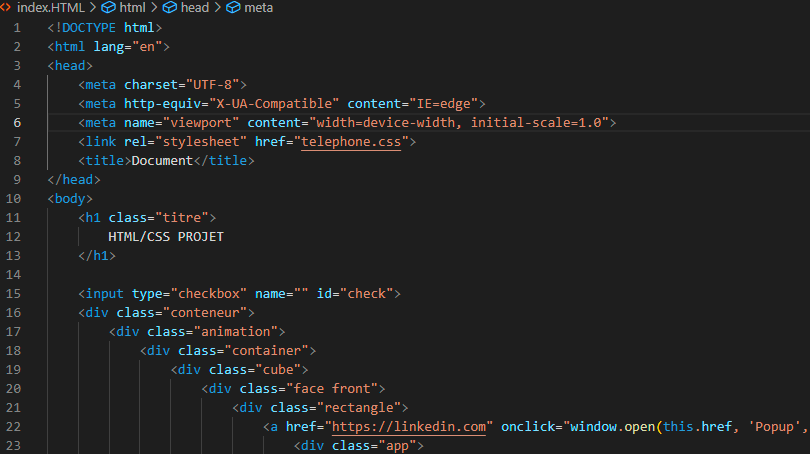 index.HTML > html > head > meta
1 <!DOCTYPE html>
2 <html lang="en">
3 <head>
4 <meta charset="UTF-8">
5 <meta http-equiv="X-UA-Compatible" content="IE=edge">
6 <meta name="viewport" content="width=device-width, initial-scale=1.0">
7 <link rel="stylesheet" href="telephone.css">
8 <title>Document</title>
9 </head>
10 <body>
11 <h1 class="titre">
12 HTML/CSS PROJET
13 </h1>
14
15 <input type="checkbox" name="" id="check">
16 <div class="conteneur">
17 <div class="animation">
18 <div class="container">
19 <div class="cube">
20 <div class="face front">
21 <div class="rectangle">
22 <a href="https://linkedin.com" onclick="window.open(this.href, 'Popup',
23 <div class="app">